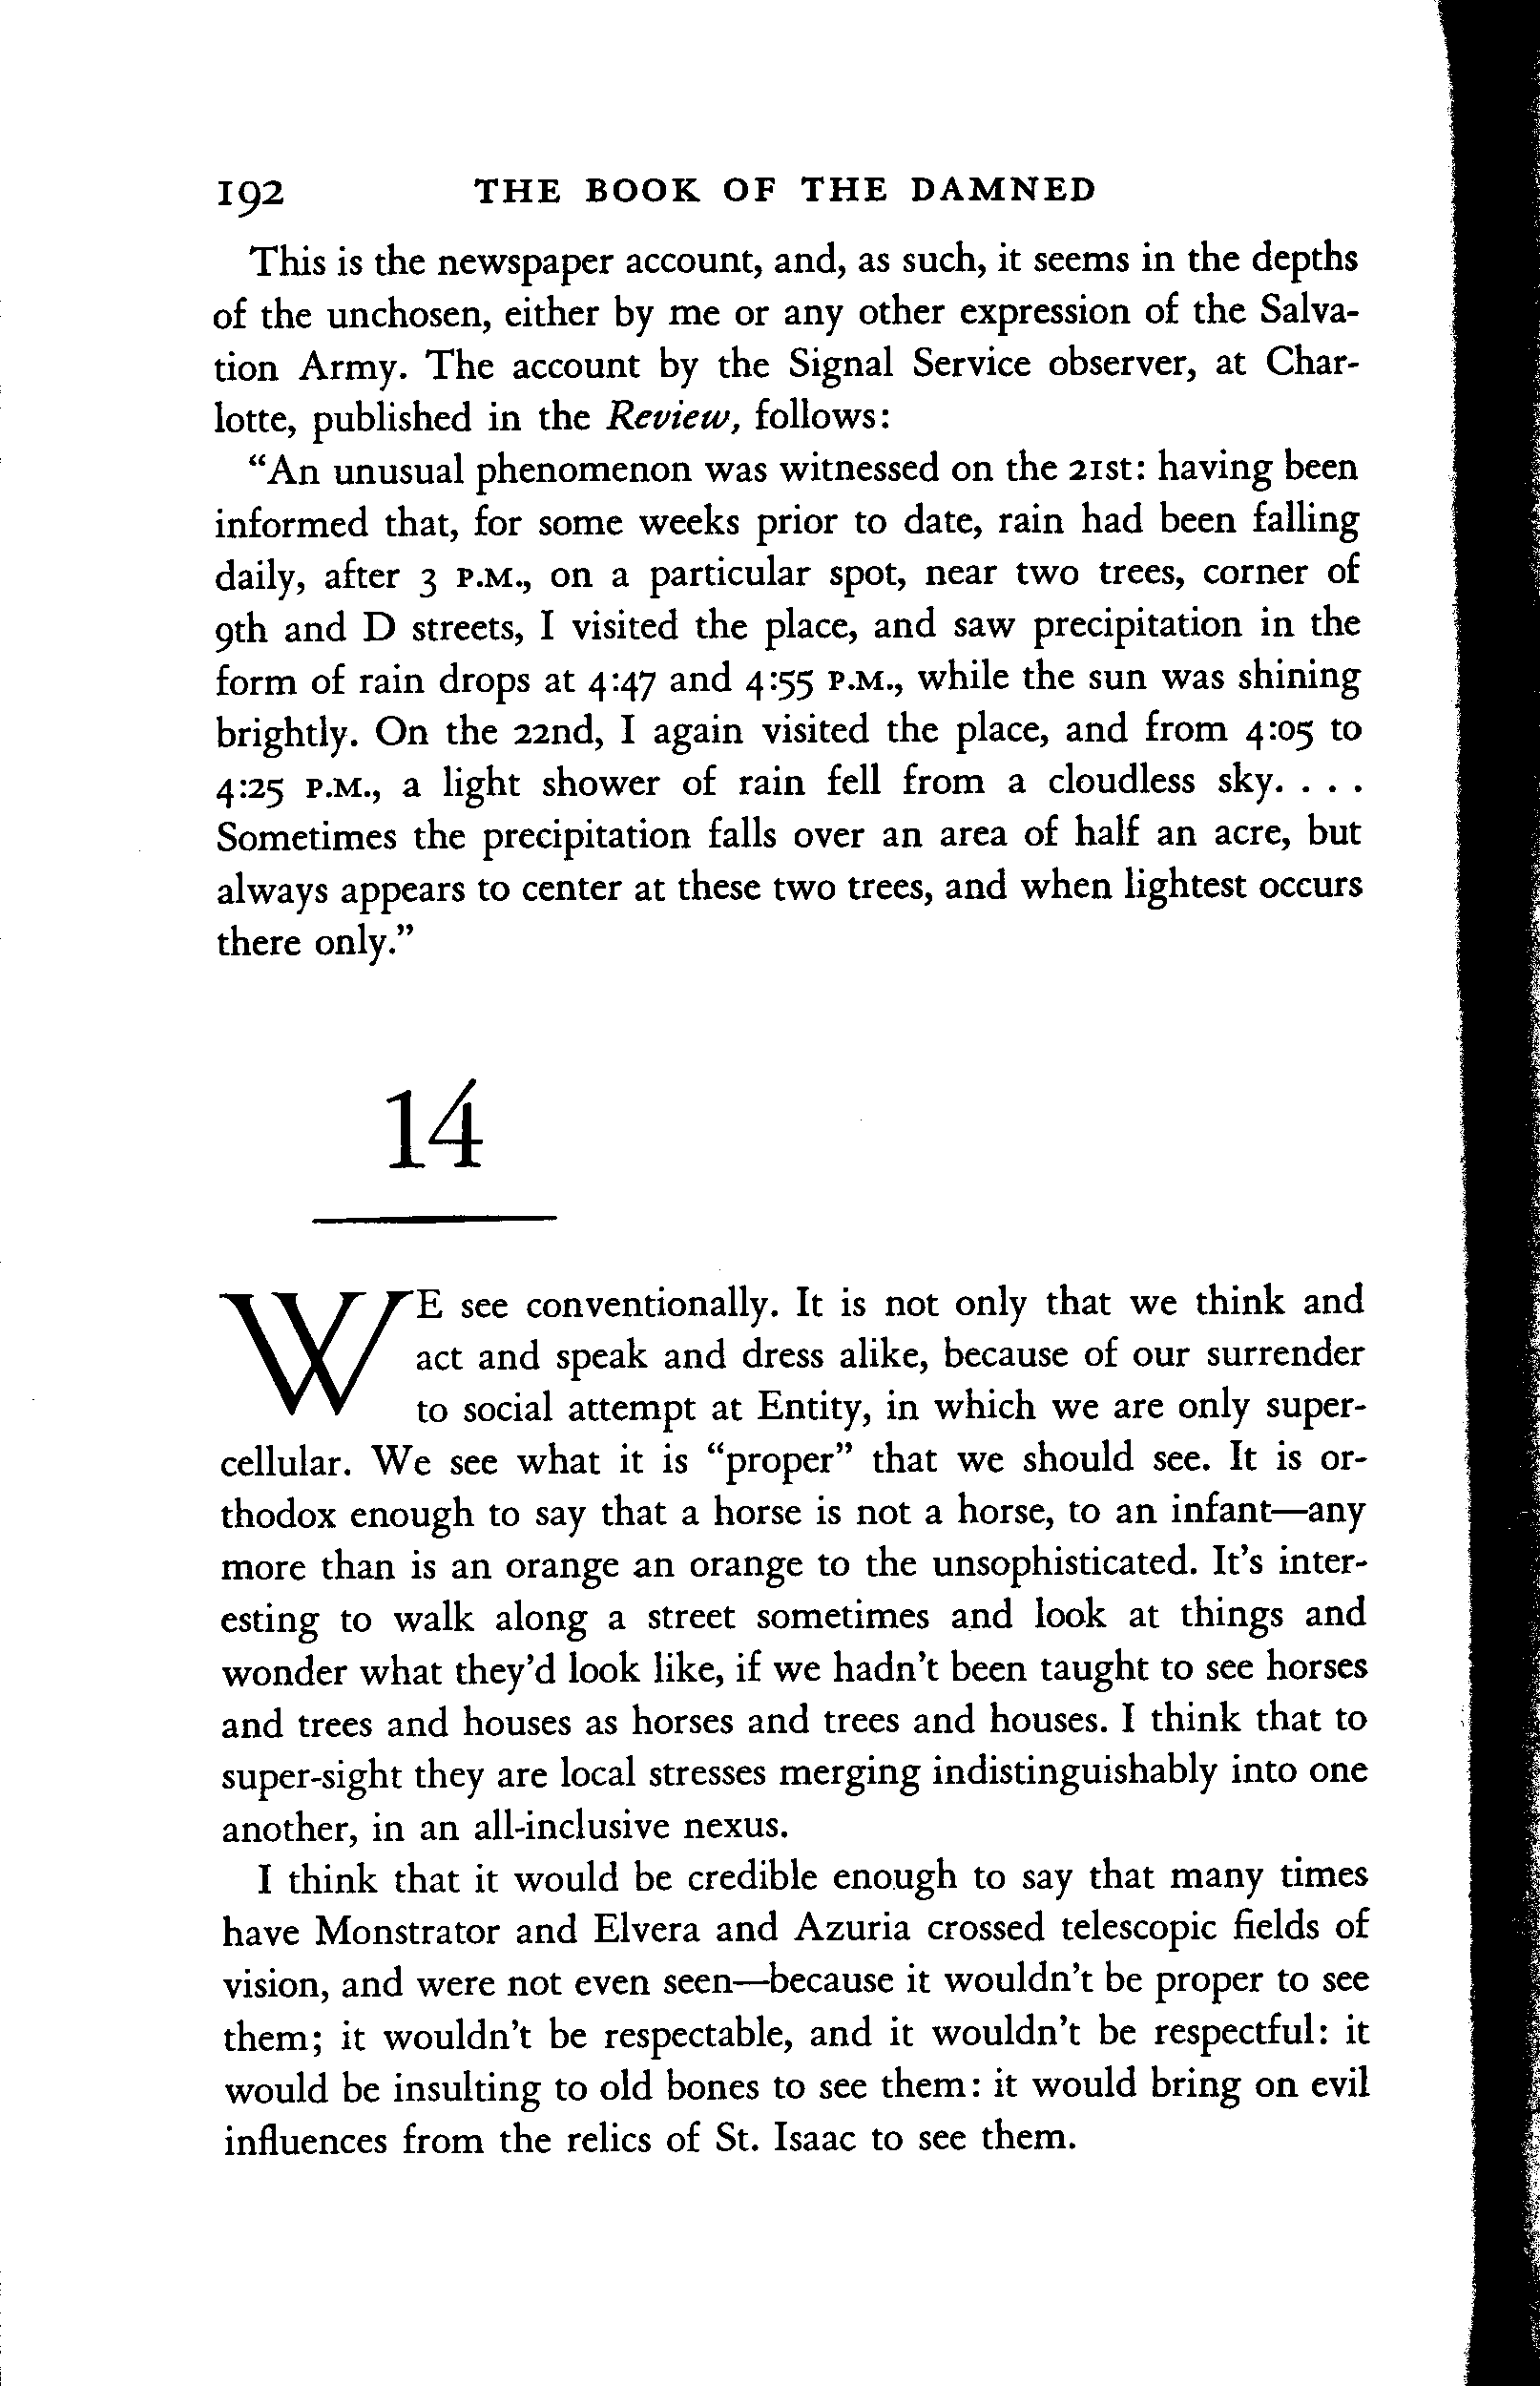 192 THE BOOK OF THE DAMNED
This is the newspaper account, and, as such, it seems in the depths
of the unchosen, either by me or any other expression of the Salva-
tion Army. The account by the Signal Service observer, at Char-
lotte, published in the Review, follows:
“An unusual phenomenon was witnessed on the 21st: having been
informed that, for some weeks prior to date, rain had been falling
daily, after 3 P.M., on a particular spot, near two trees, corner of
9th and D streets, I visited the place, and saw precipitation in the
form of rain drops at 4:47 and 4:55 P.M., while the sun was shining
brightly. On the 22nd, I again visited the place, and from 4:05 to
4:25 P.M., a light shower of rain fell from a cloudless sky. . . .
Sometimes the precipitation falls over an area of half an acre, but
always appears to center at these two trees, and when lightest occurs
there only.”
14
WE see conventionally. It is not only that we think and
act and speak and dress alike, because of our surrender
to social attempt at Entity, in which we are only super-
cellular. We see what it is “proper” that we should see. It is or-
thodox enough to say that a horse is not a horse, to an infant—any
more than is an orange an orange to the unsophisticated. It’s inter-
esting to walk along a street sometimes and look at things and
wonder what they’d look like, if we hadn’t been taught to see horses
and trees and houses as horses and trees and houses. I think that to
super-sight they are local stresses merging indistinguishably into one
another, in an all-inclusive nexus.
I think that it would be credible enough to say that many times
have Monstrator and Elvera and Azuria crossed telescopic fields of
vision, and were not even seen—because it wouldn’t be proper to see
them; it wouldn’t be respectable, and it wouldn’t be respectful: it
would be insulting to old bones to see them: it would bring on evil
influences from the relics of St. Isaac to see them.